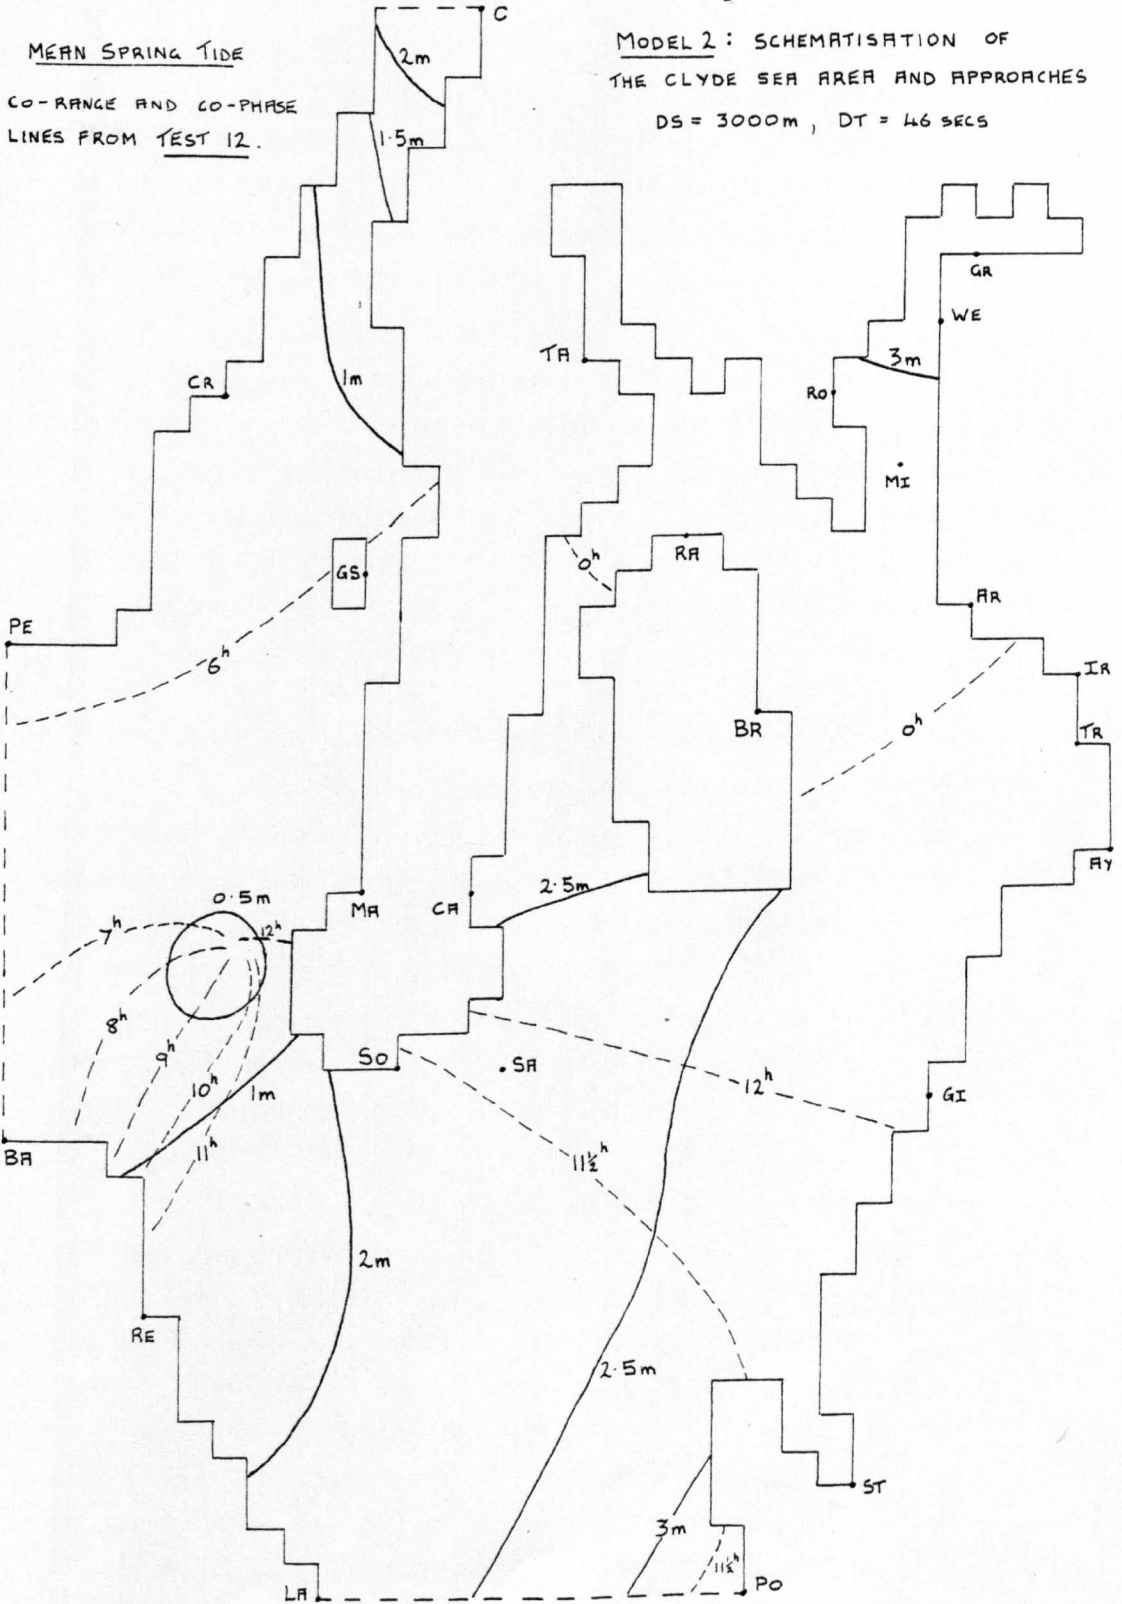 MEAN SPRING TIDE
CO-RANGE AND CO-PHASE
LINES FROM TEST 12.
MODEL 2: SCHEMATISATION OF
THE CLYDE SEA AREA AND APPROACHES
DS = 3000m, DT = 46 SECS
C
2m
1.5m
GR
WE
TA
3m
CR
1m
RO
MI
0h
RA
GS
AR
PE
6h
IR
BR
0h
TR
AY
2.5m
0.5m
MA
CA
7h
12h
8h
9h
SO
SA
10h
1m
12h
GI
11h
BA
11½h
2m
RE
2.5m
ST
3m
11½h
PO
LA